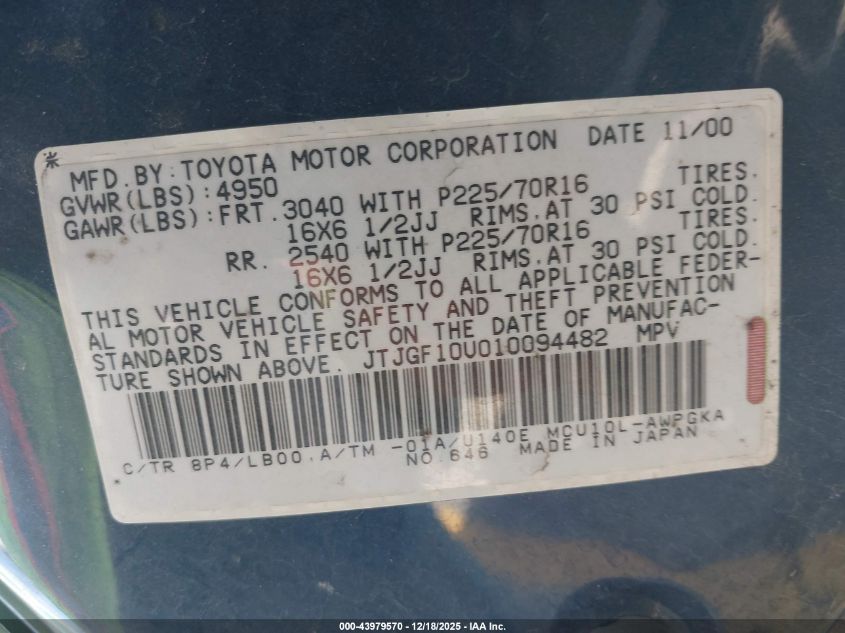 MFD.BY:TOYOTA MOTOR CORPORATION DATE 11/00
GVWR(LBS):4950
GAWR(LBS):FRT.3040 WITH P225/70R16 TIRES.
16X6 1/2JJ RIMS.AT 30 PSI COLD.
RR. 2540 WITH P225/70R16 TIRES.
16X6 1/2JJ RIMS.AT 30 PSI COLD.
THIS VEHICLE CONFORMS TO ALL APPLICABLE FEDER-
AL MOTOR VEHICLE SAFETY AND THEFT PREVENTION
STANDARDS IN EFFECT ON THE DATE OF MANUFAC-
TURE SHOWN ABOVE. JTJGF10U010094482 MPV
C/TR 8P4/LB00.A/TM -01A/U140E MCU10L-AWPGKA
NO.646 MADE IN JAPAN
000-43979570 - 12/18/2025 - IAA Inc.